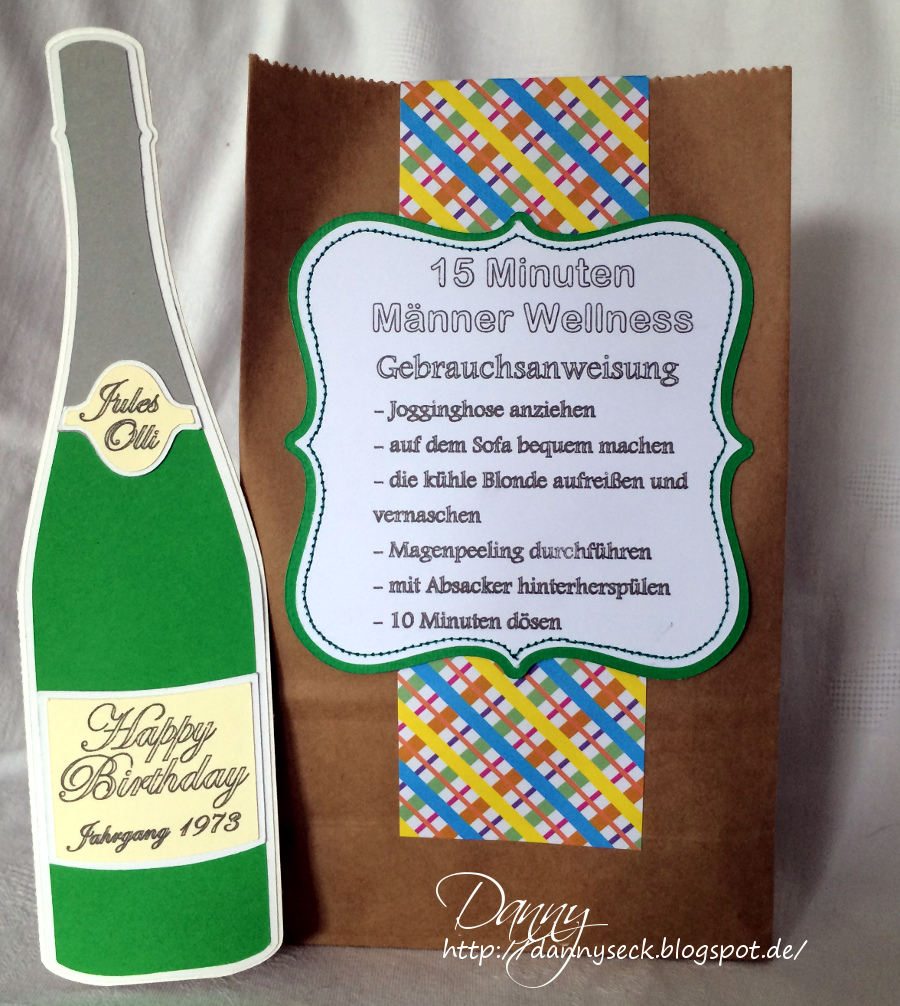 Jules
Olli
Happy
Birthday
Jahrgang 1973
15 Minuten
Männer Wellness
Gebrauchsanweisung
- Jogginghose anziehen
- auf dem Sofa bequem machen
- die kühle Blonde aufreißen und
vernaschen
- Magenpeeling durchführen
- mit Absacker hinterherspülen
- 10 Minuten dösen
Danny
http://dannyseck.blogspot.de/